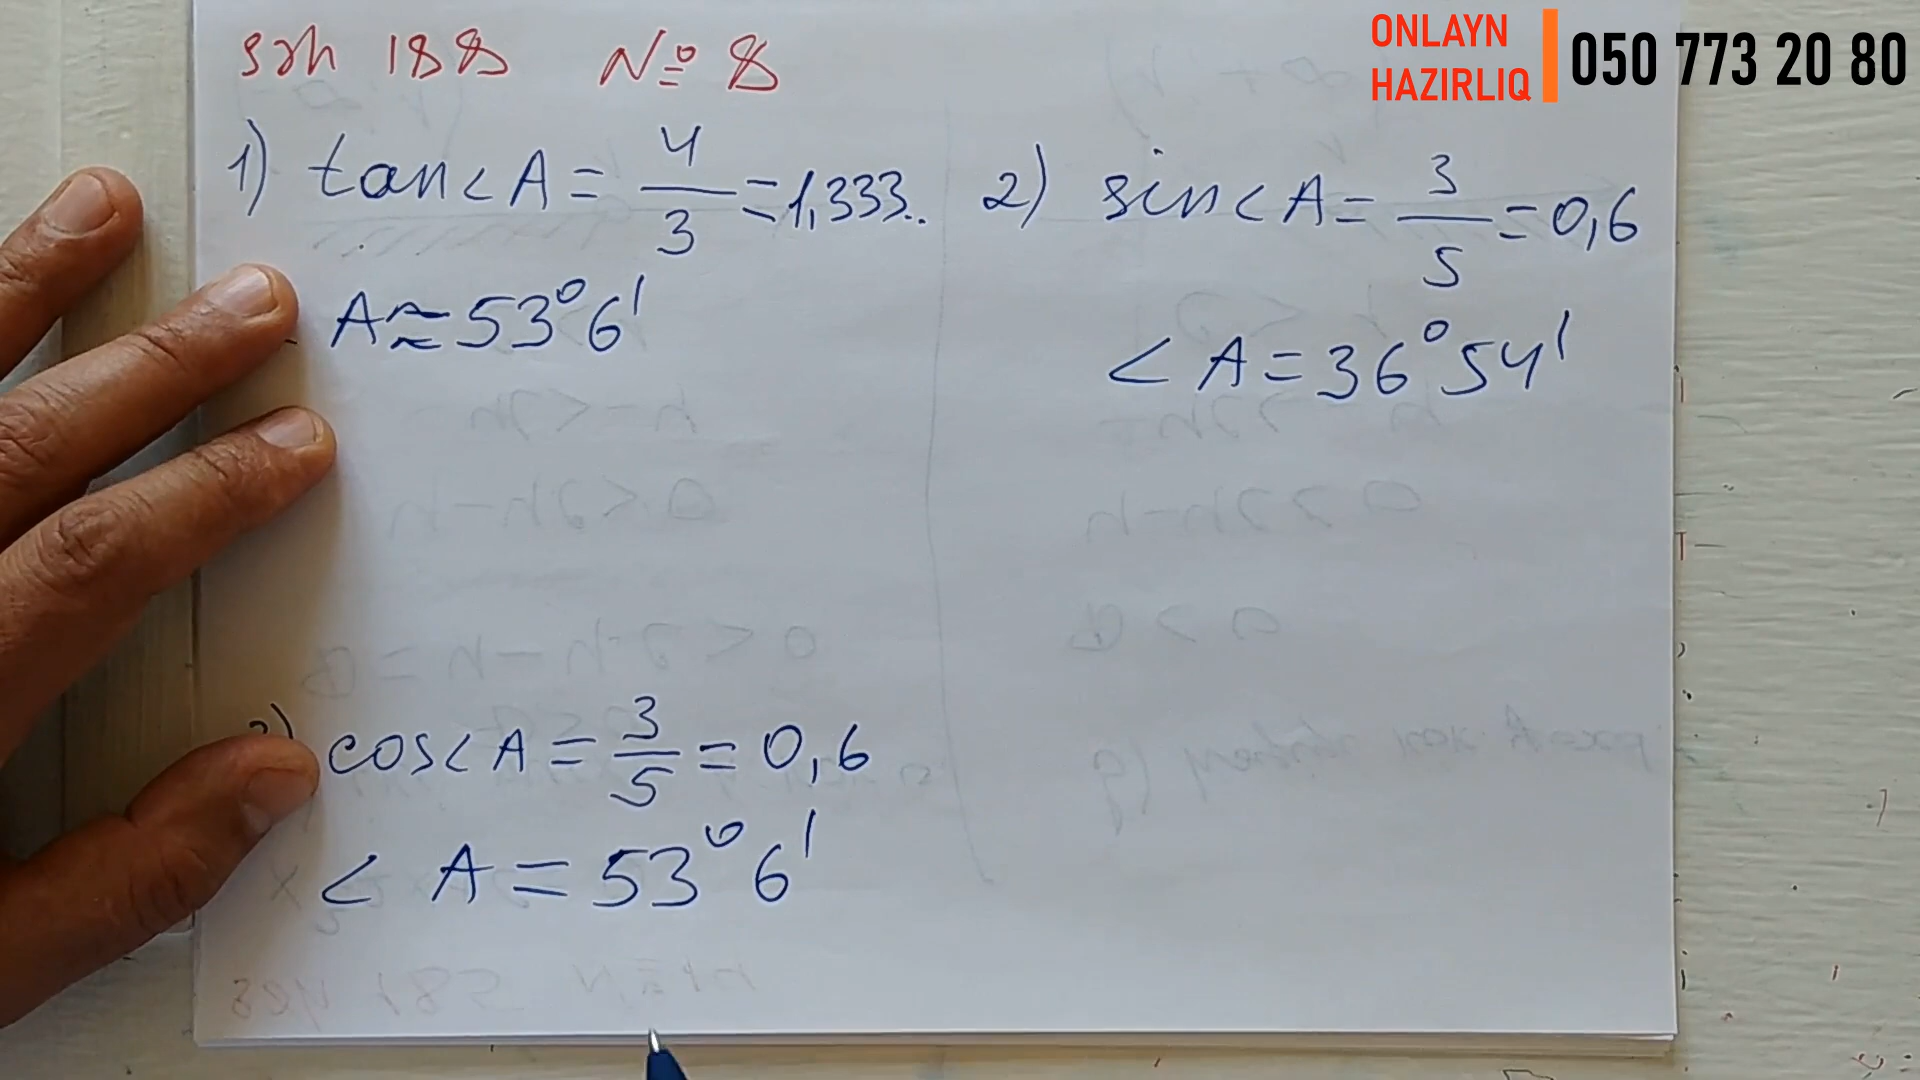 ONLAYN
HAZIRLIQ
050 773 20 80
səh 188 № 8
1) tan<A = 4/3 = 1,333..
A ≈ 53°6'
2) sin<A = 3/5 = 0,6
<A = 36°54'
3) cos<A = 3/5 = 0,6
<A = 53°6'